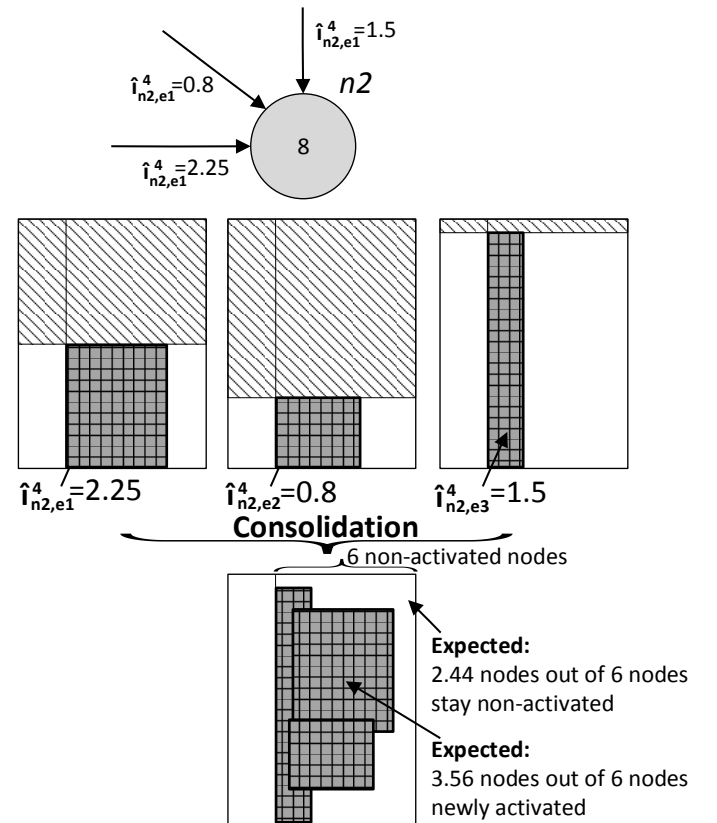 î⁴n2,e1=1.5
î⁴n2,e1=0.8
n2
8
î⁴n2,e1=2.25
î⁴n2,e1=2.25
î⁴n2,e2=0.8
î⁴n2,e3=1.5
Consolidation
6 non-activated nodes
Expected:
2.44 nodes out of 6 nodes
stay non-activated
Expected:
3.56 nodes out of 6 nodes
newly activated